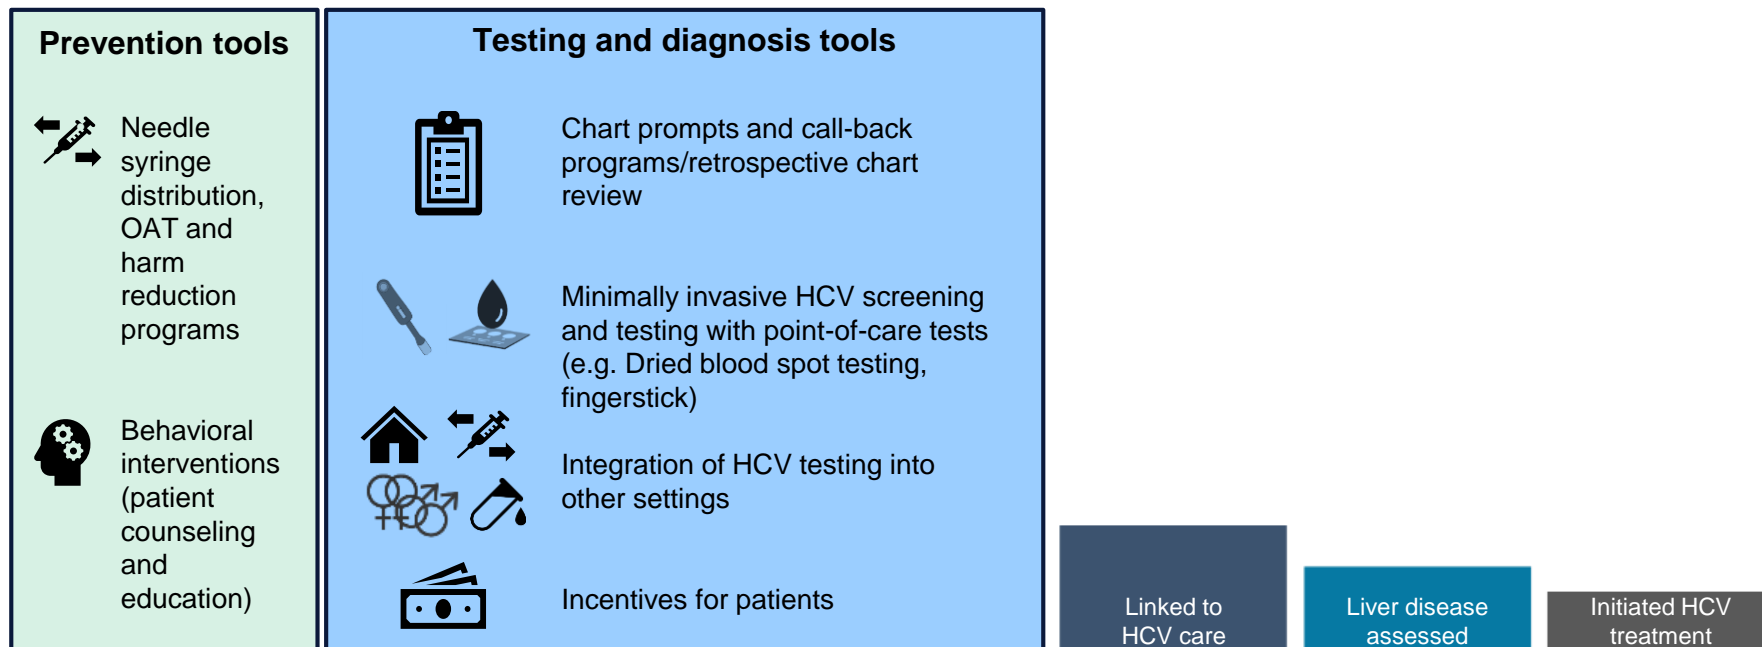 Prevention tools
Needle
syringe
distribution,
OAT and
harm
reduction
programs
Behavioral
interventions
(patient
counseling
and
education)
Testing and diagnosis tools
Chart prompts and call-back
programs/retrospective chart
review
Minimally invasive HCV screening
and testing with point-of-care tests
(e.g. Dried blood spot testing,
fingerstick)
Integration of HCV testing into
other settings
Incentives for patients
Linked to
HCV care
Liver disease
assessed
Initiated HCV
treatment